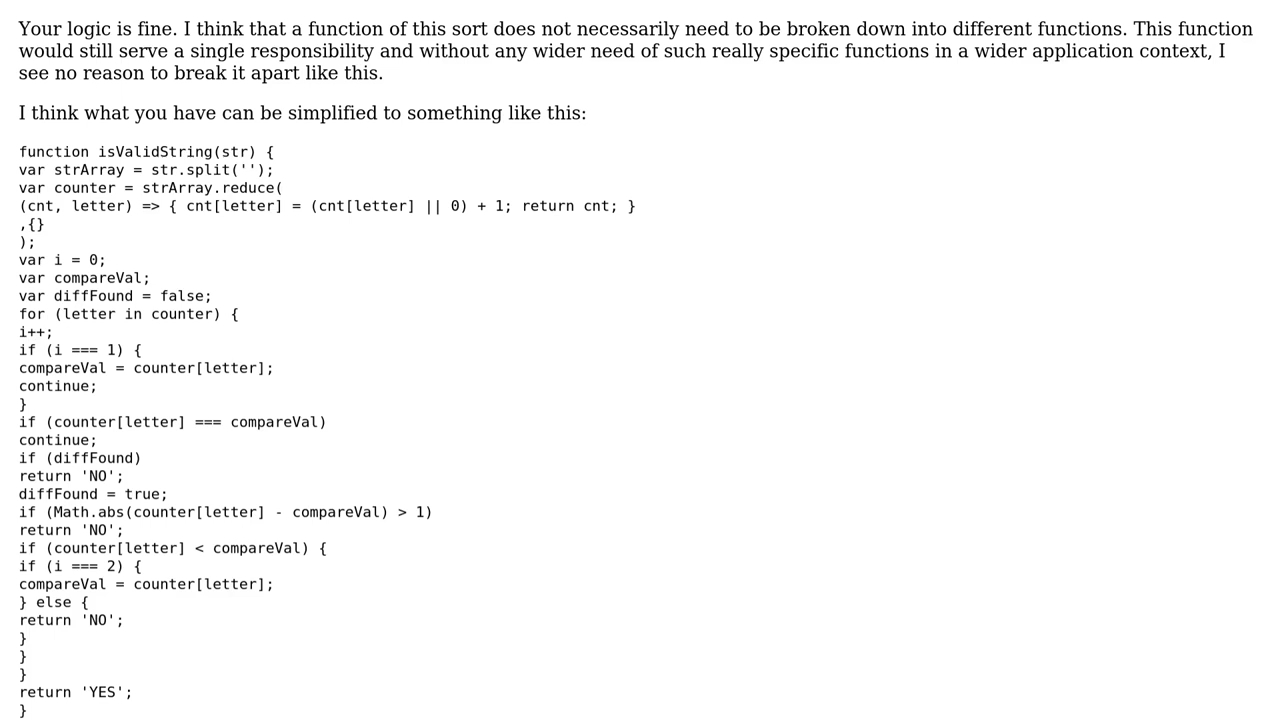 Your logic is fine. I think that a function of this sort does not necessarily need to be broken down into different functions. This function
would still serve a single responsibility and without any wider need of such really specific functions in a wider application context, I
see no reason to break it apart like this.
I think what you have can be simplified to something like this:
function isValidString(str) {
var strArray = str.split('');
var counter = strArray.reduce(
(cnt, letter) => { cnt[letter] = (cnt[letter] || 0) + 1; return cnt; }
,{}
);
var i = 0;
var compareVal;
var diffFound = false;
for (letter in counter) {
i++;
if (i === 1) {
compareVal = counter[letter];
continue;
}
if (counter[letter] === compareVal)
continue;
if (diffFound)
return 'NO';
diffFound = true;
if (Math.abs(counter[letter] - compareVal) > 1)
return 'NO';
if (counter[letter] < compareVal) {
if (i === 2) {
compareVal = counter[letter];
} else {
return 'NO';
}
}
}
return 'YES';
}